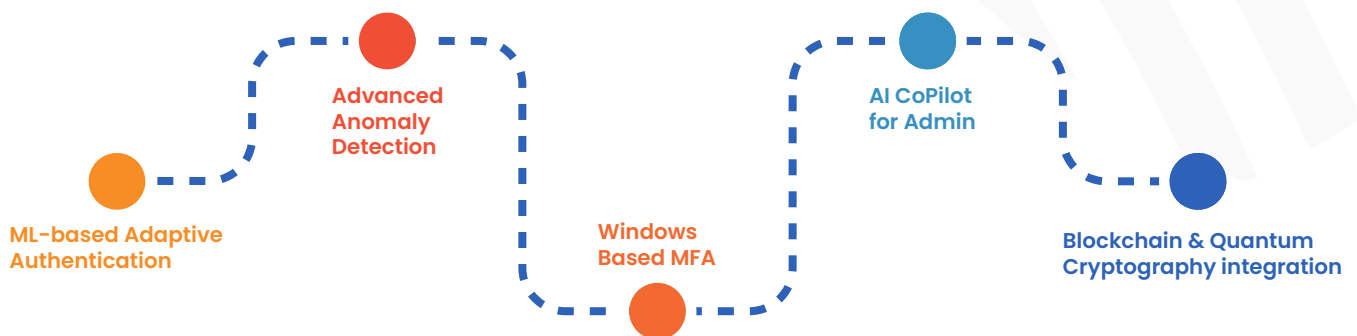 ML-based Adaptive
Authentication
Advanced
Anomaly
Detection
Windows
Based MFA
AI CoPilot
for Admin
Blockchain & Quantum
Cryptography integration